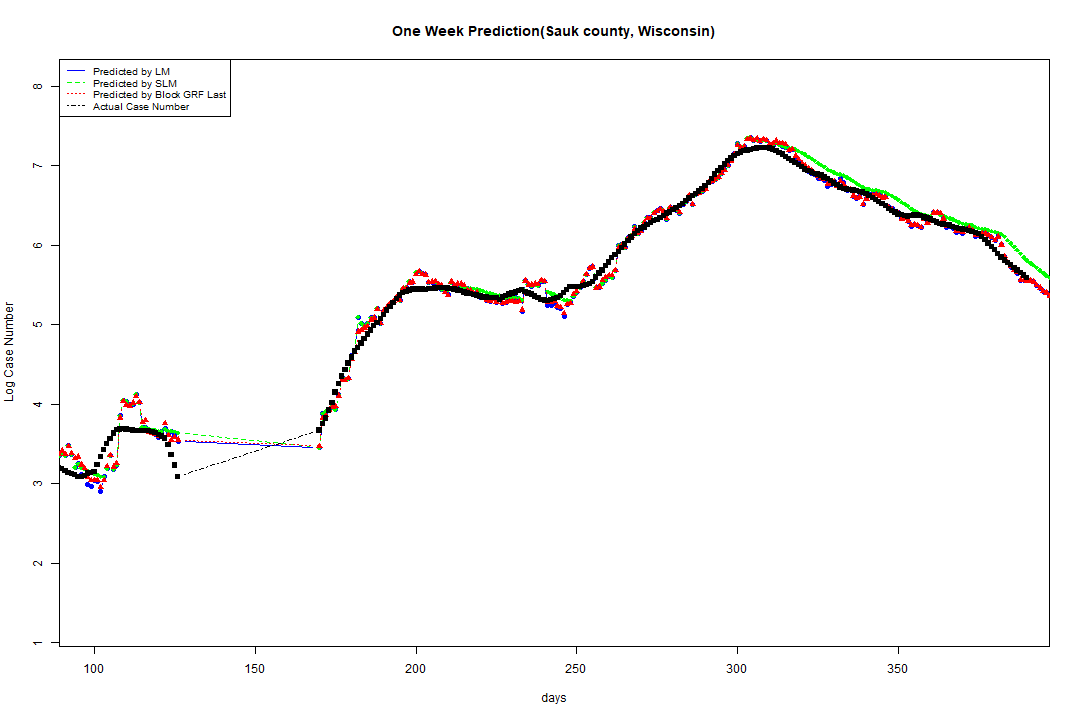 One Week Prediction(Sauk county, Wisconsin)
Predicted by LM
Predicted by SLM
Predicted by Block GRF Last
Actual Case Number
Log Case Number
8
7
6
5
4
3
2
1
100 150 200 250 300 350
days